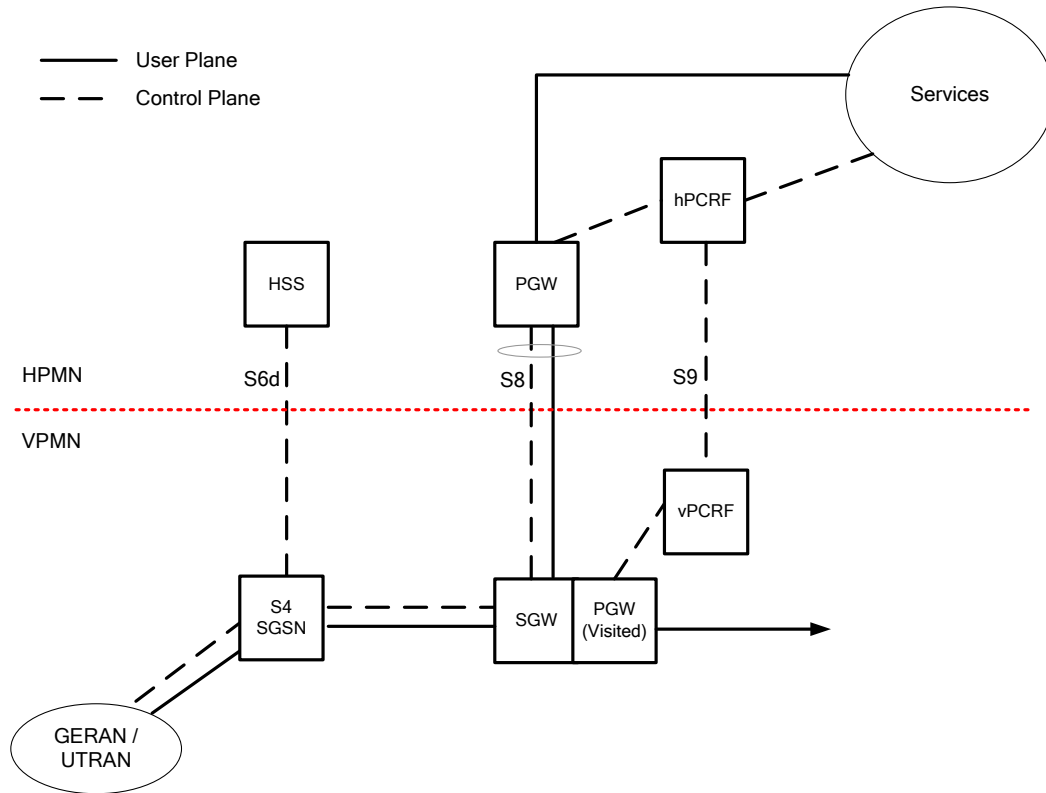 User Plane
Control Plane
Services
hPCRF
HSS
PGW
HPMN
S6d
S8
S9
VPMN
vPCRF
S4
SGSN
SGW
PGW
(Visited)
GERAN /
UTRAN